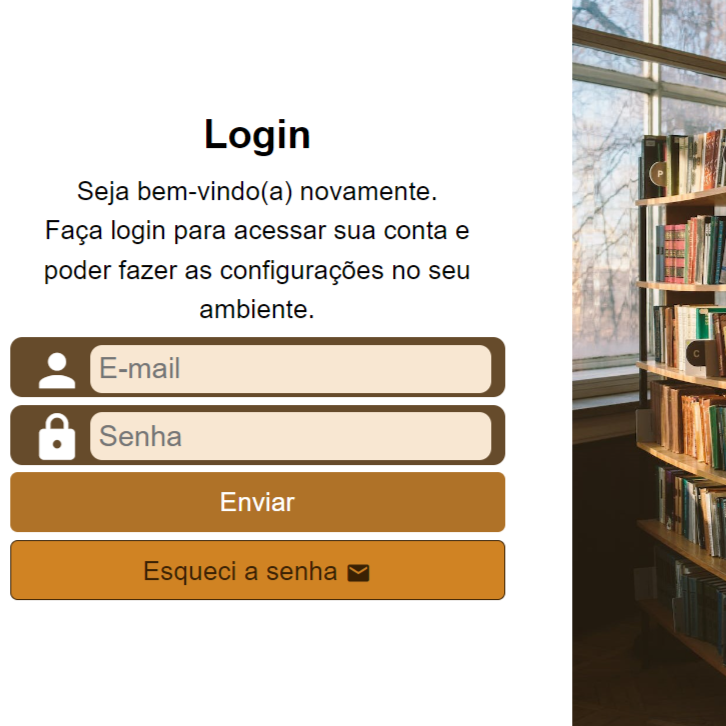 Login
Seja bem-vindo(a) novamente.
Faça login para acessar sua conta e
poder fazer as configurações no seu
ambiente.
E-mail
Senha
Enviar
Esqueci a senha
P
C